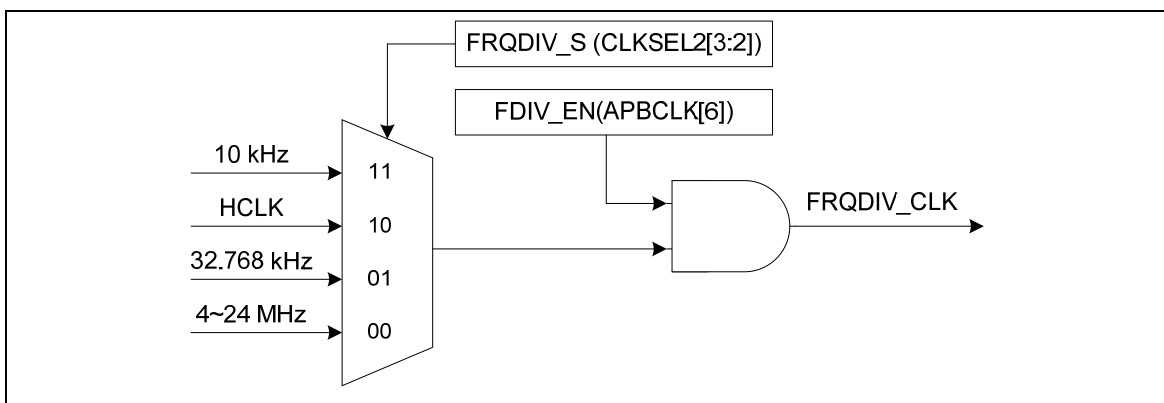 FRQDIV_S (CLKSEL2[3:2])
FDIV_EN(APBCLK[6])
10 kHz
11
HCLK
10
32.768 kHz
01
4~24 MHz
00
FRQDIV_CLK